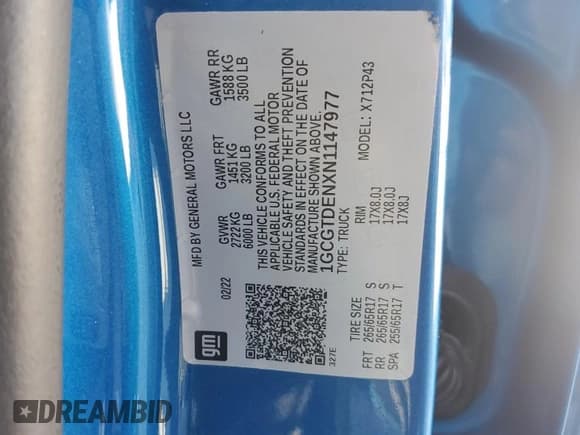 MFD BY GENERAL MOTORS LLC
02/22
GVWR
2722 KG
6000 LB
GAWR FRT
1451 KG
3200 LB
GAWR RR
1588 KG
3500 LB
THIS VEHICLE CONFORMS TO ALL
APPLICABLE U.S. FEDERAL MOTOR
VEHICLE SAFETY AND THEFT PREVENTION
STANDARDS IN EFFECT ON THE DATE OF
MANUFACTURE SHOWN ABOVE.
1GCGTDENXN1147977
TYPE: TRUCK
MODEL: X712P43
gm
327E
TIRE SIZE RIM
FRT 265/65R17 S 17X8.0J
RR 265/65R17 S 17X8.0J
SPA 255/65R17 T 17X8J
DREAMBID